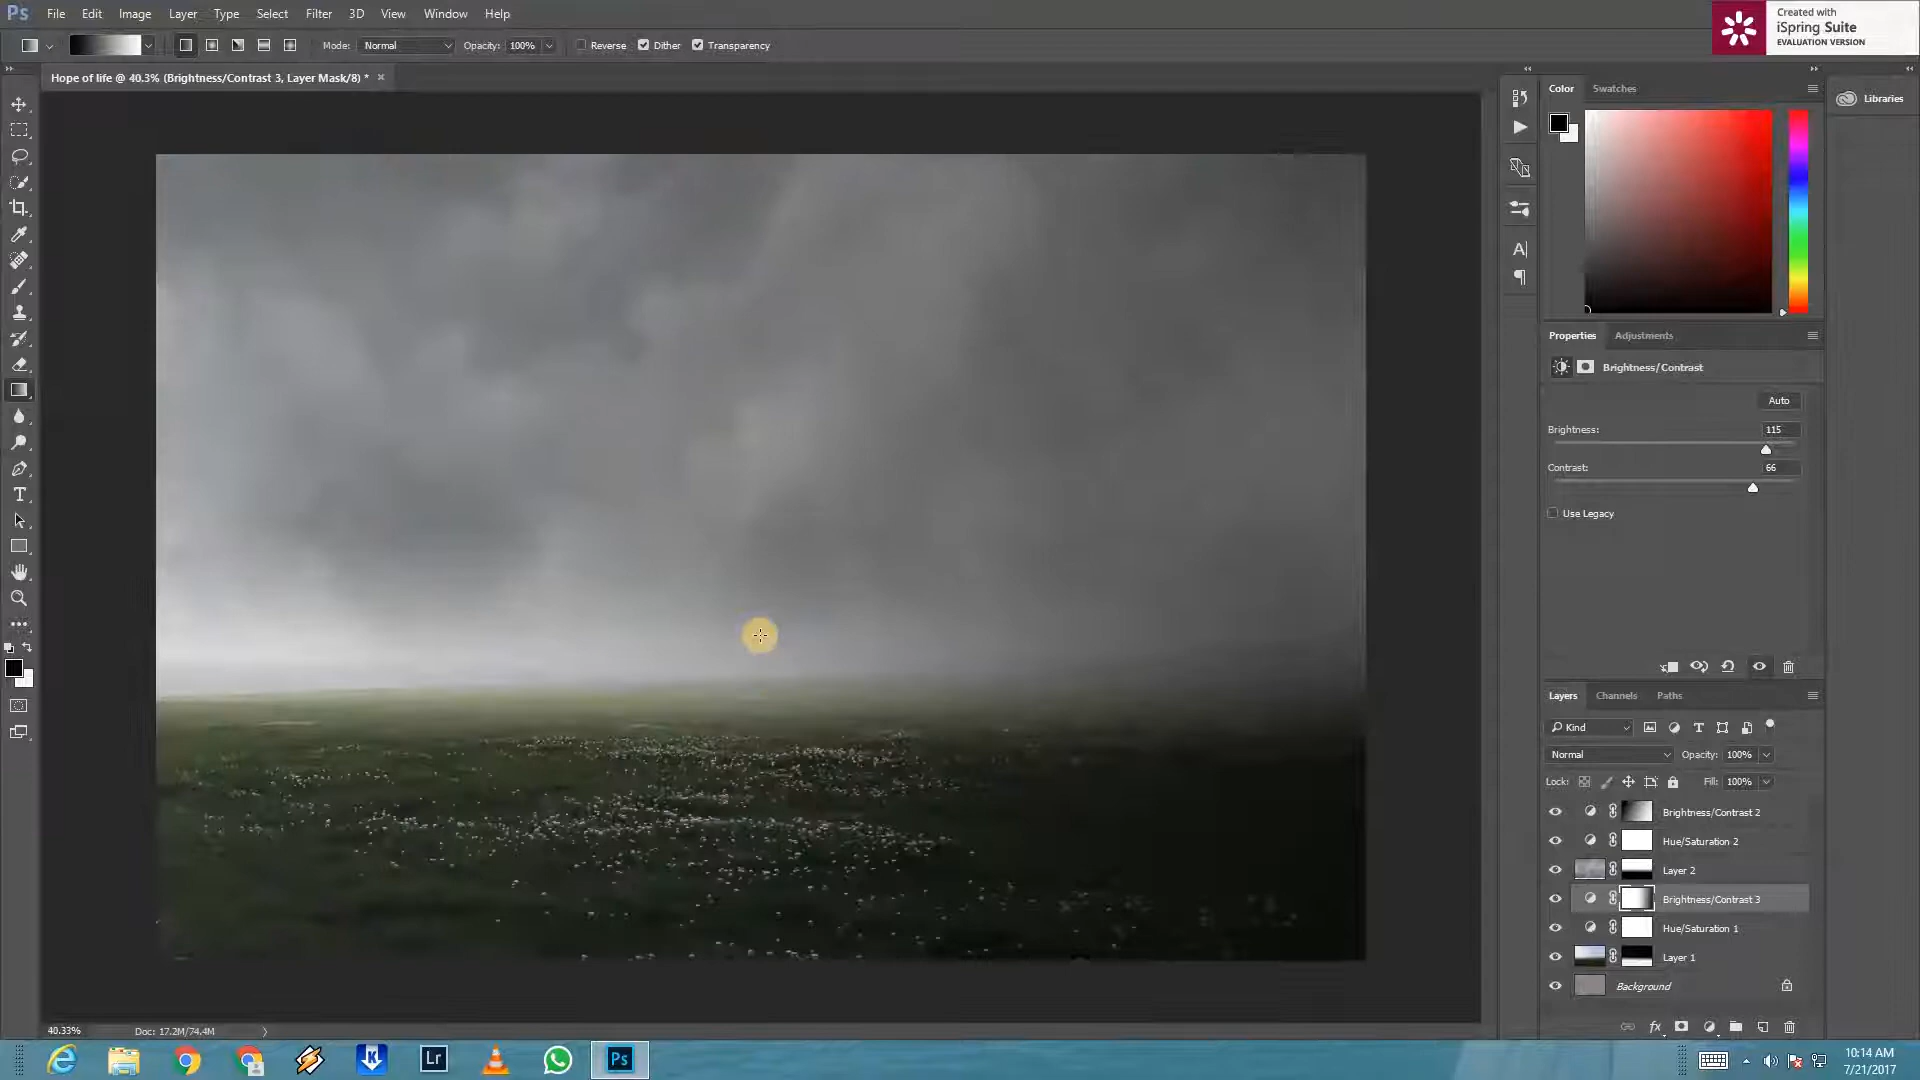 Ps File Edit Image Layer Type Select Filter 3D View Window Help
Created with
iSpring Suite
EVALUATION VERSION
Mode: Normal Opacity: 100% Reverse Dither Transparency
Hope of life @ 40.3% (Brightness/Contrast 3, Layer Mask/8) * ×
Color Swatches
Libraries
Properties Adjustments
Brightness/Contrast
Auto
Brightness: 115
Contrast: 66
Use Legacy
Layers Channels Paths
Kind
Normal Opacity: 100%
Lock: Fill: 100%
Brightness/Contrast 2
Hue/Saturation 2
Layer 2
Brightness/Contrast 3
Hue/Saturation 1
Layer 1
Background
fx
40.33% Doc: 17.2M/74.4M
Lr Ps
10:14 AM
7/21/2017